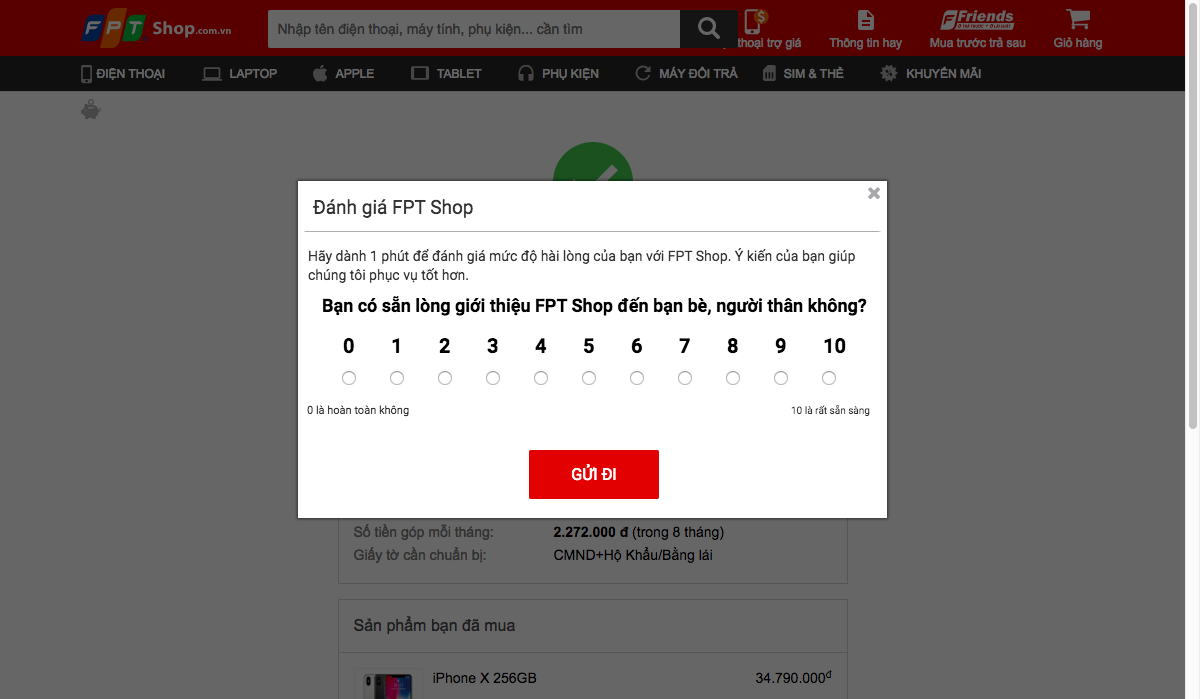 FPT Shop.com.vn
Nhập tên điện thoại, máy tính, phụ kiện... cần tìm
thoại trợ giá
Thông tin hay
Friends
Mua trước trả sau
Giỏ hàng
ĐIỆN THOẠI
LAPTOP
APPLE
TABLET
PHỤ KIỆN
MÁY ĐỔI TRẢ
SIM & THẺ
KHUYẾN MÃI
Đánh giá FPT Shop
Hãy dành 1 phút để đánh giá mức độ hài lòng của bạn với FPT Shop. Ý kiến của bạn giúp
chúng tôi phục vụ tốt hơn.
Bạn có sẵn lòng giới thiệu FPT Shop đến bạn bè, người thân không?
0 1 2 3 4 5 6 7 8 9 10
0 là hoàn toàn không
10 là rất sẵn sàng
GỬI ĐI
Số tiền góp mỗi tháng: 2.272.000 đ (trong 8 tháng)
Giấy tờ cần chuẩn bị: CMND+Hộ Khẩu/Bằng lái
Sản phẩm bạn đã mua
iPhone X 256GB 34.790.000đ